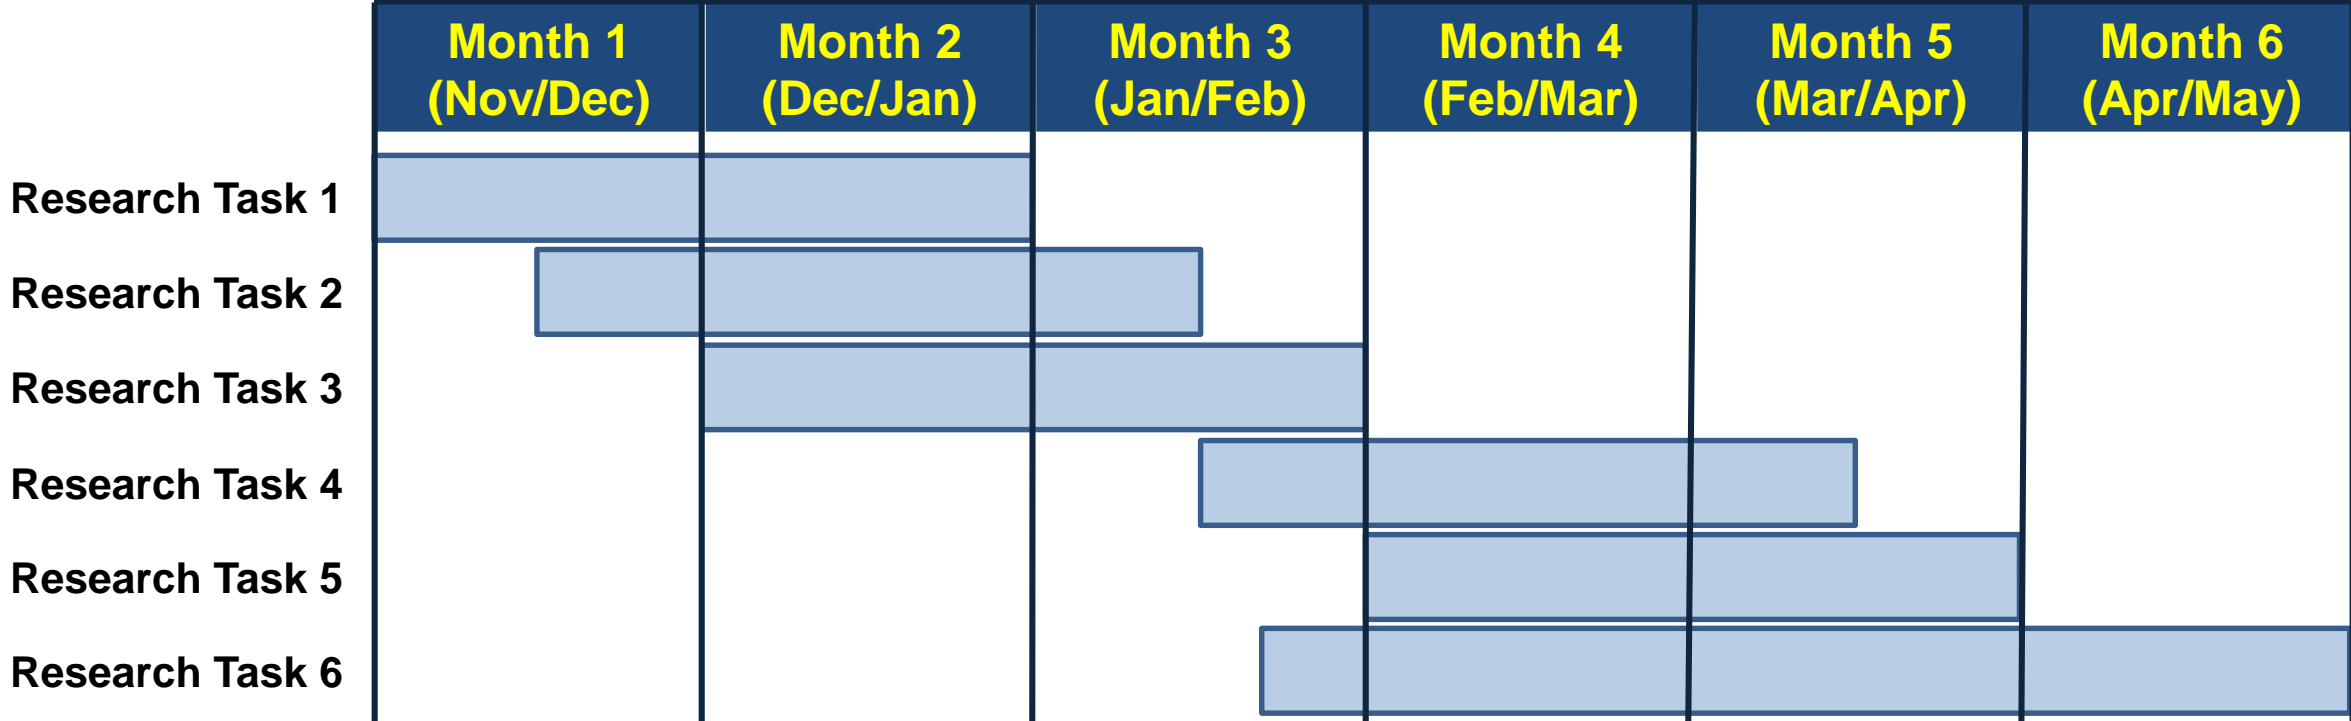 Month 1
(Nov/Dec)
Month 2
(Dec/Jan)
Month 3
(Jan/Feb)
Month 4
(Feb/Mar)
Month 5
(Mar/Apr)
Month 6
(Apr/May)
Research Task 1
Research Task 2
Research Task 3
Research Task 4
Research Task 5
Research Task 6